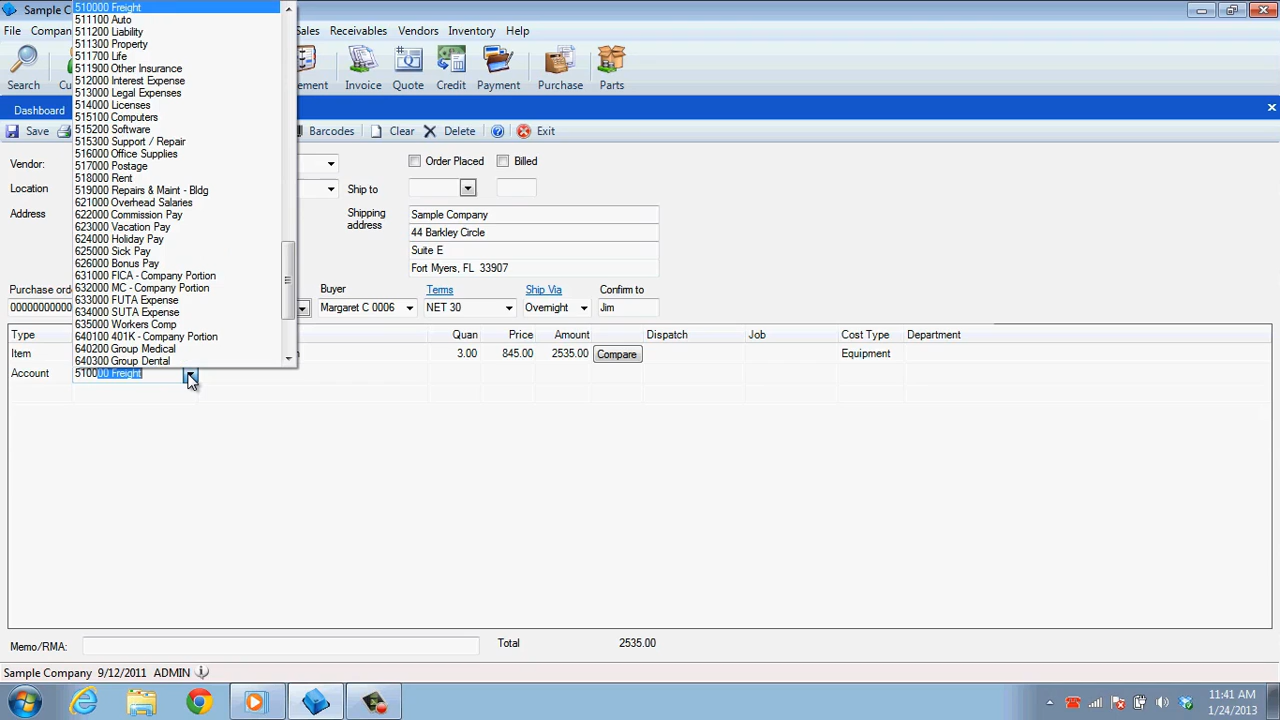 Sample C
File Compan Sales Receivables Vendors Inventory Help
Search Cu ement Invoice Quote Credit Payment Purchase Parts
Dashboard
Save Barcodes Clear Delete Exit
510000 Freight
511100 Auto
511200 Liability
511300 Property
511700 Life
511900 Other Insurance
512000 Interest Expense
513000 Legal Expenses
514000 Licenses
515100 Computers
515200 Software
515300 Support / Repair
516000 Office Supplies
517000 Postage
518000 Rent
519000 Repairs & Maint - Bldg
621000 Overhead Salaries
622000 Commission Pay
623000 Vacation Pay
624000 Holiday Pay
625000 Sick Pay
626000 Bonus Pay
631000 FICA - Company Portion
632000 MC - Company Portion
633000 FUTA Expense
634000 SUTA Expense
635000 Workers Comp
640100 401K - Company Portion
640200 Group Medical
640300 Group Dental
Vendor: Order Placed Billed
Location Ship to
Address Shipping address
Sample Company
44 Barkley Circle
Suite E
Fort Myers, FL 33907
Purchase ord Buyer Terms Ship Via Confirm to
00000000000 Margaret C 0006 NET 30 Overnight Jim
Type Quan Price Amount Dispatch Job Cost Type Department
Item 3.00 845.00 2535.00 Compare Equipment
Account 510000 Freight
Memo/RMA: Total 2535.00
Sample Company 9/12/2011 ADMIN
11:41 AM
1/24/2013